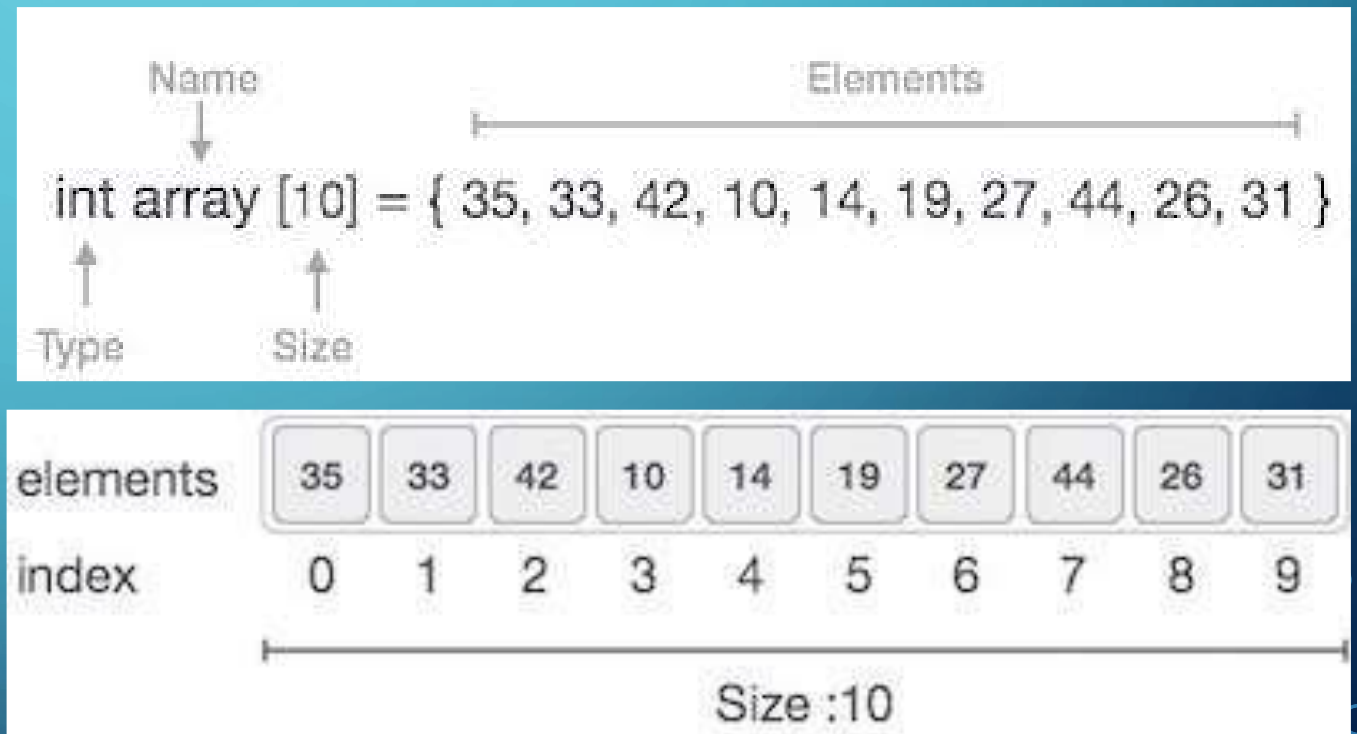 Name Elements
int array [10] = { 35, 33, 42, 10, 14, 19, 27, 44, 26, 31 }
Type Size
elements 35 33 42 10 14 19 27 44 26 31
index 0 1 2 3 4 5 6 7 8 9
Size :10